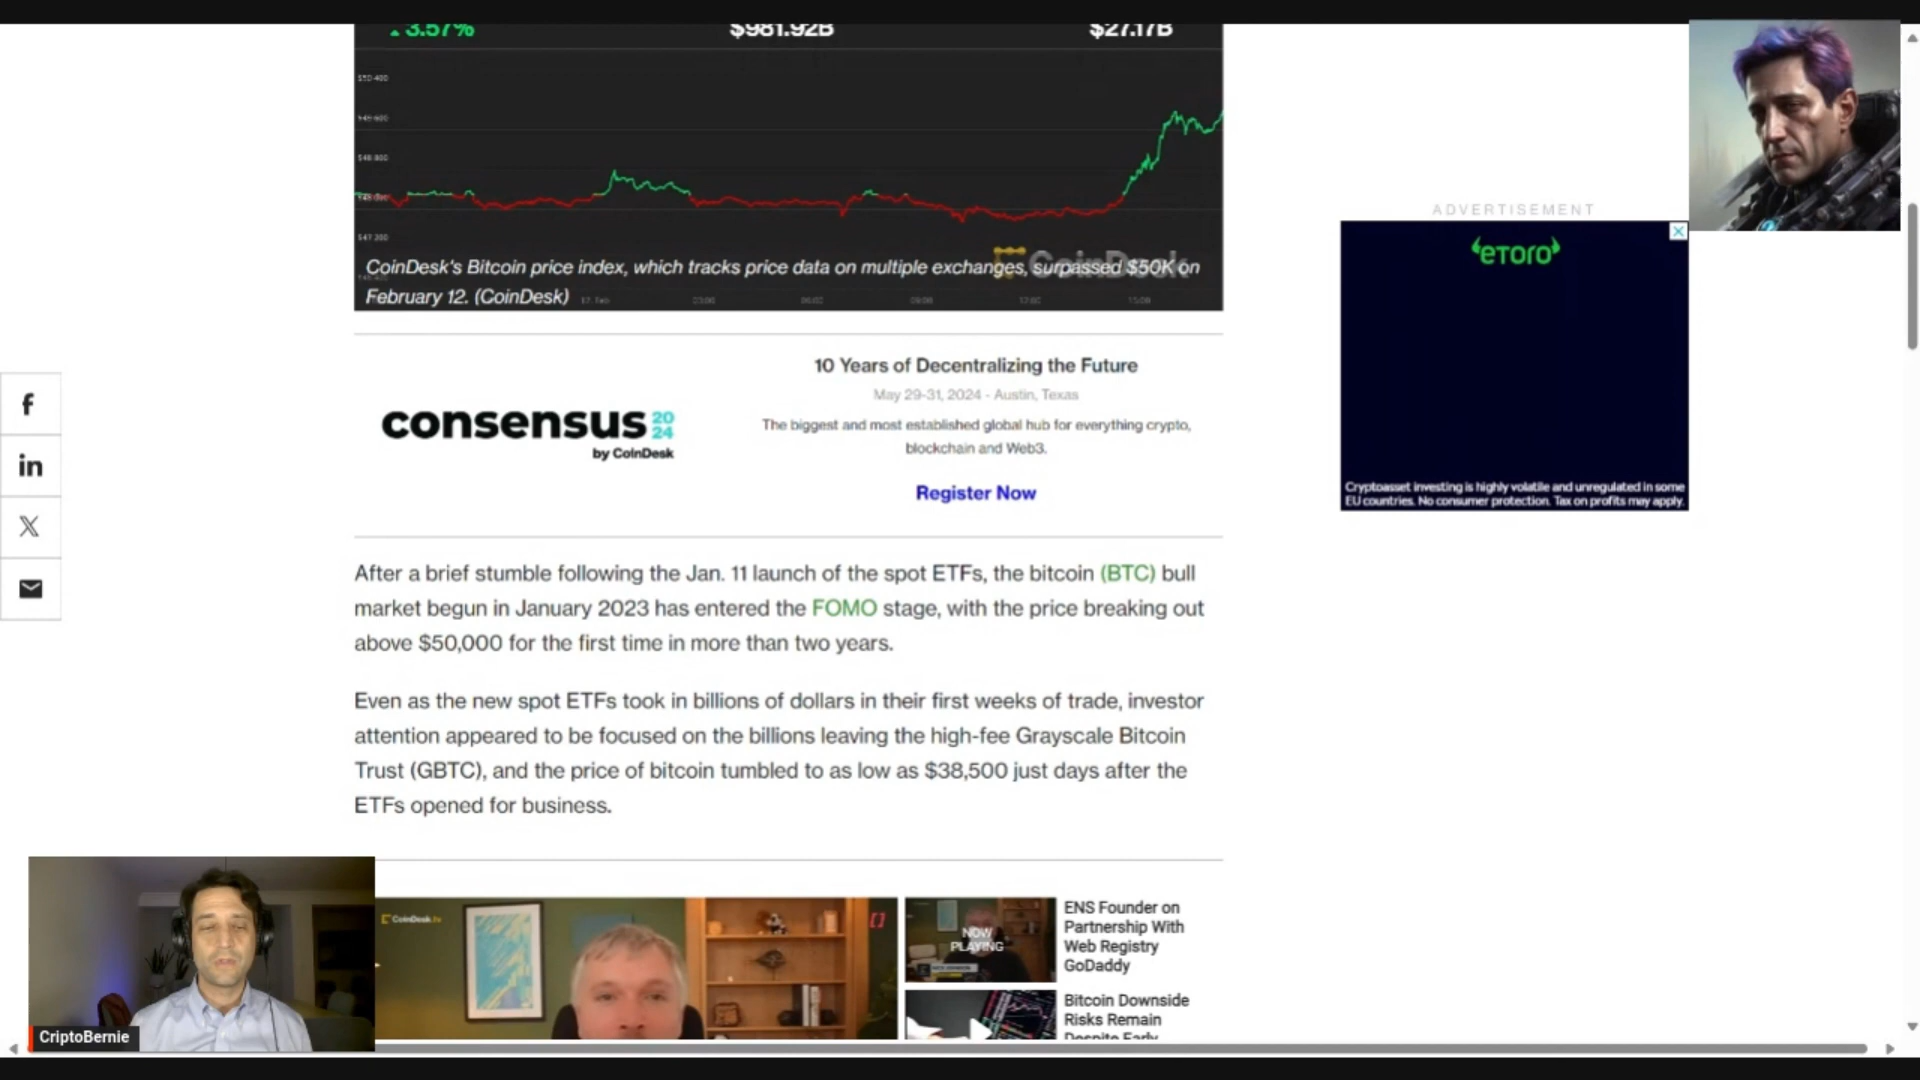 3.57%
$981.92B
$27.17B
CoinDesk's Bitcoin price index, which tracks price data on multiple exchanges, surpassed $50K on
February 12. (CoinDesk)
CoinDesk
ADVERTISEMENT
eToro
Cryptoasset investing is highly volatile and unregulated in some
EU countries. No consumer protection. Tax on profits may apply.
consensus 20
24
by CoinDesk
10 Years of Decentralizing the Future
May 29-31, 2024 - Austin, Texas
The biggest and most established global hub for everything crypto,
blockchain and Web3.
Register Now
f
in
X
After a brief stumble following the Jan. 11 launch of the spot ETFs, the bitcoin (BTC) bull
market begun in January 2023 has entered the FOMO stage, with the price breaking out
above $50,000 for the first time in more than two years.
Even as the new spot ETFs took in billions of dollars in their first weeks of trade, investor
attention appeared to be focused on the billions leaving the high-fee Grayscale Bitcoin
Trust (GBTC), and the price of bitcoin tumbled to as low as $38,500 just days after the
ETFs opened for business.
CriptoBernie
CoinDesk.tv
NOW
PLAYING
ENS Founder on
Partnership With
Web Registry
GoDaddy
Bitcoin Downside
Risks Remain
Despite Early